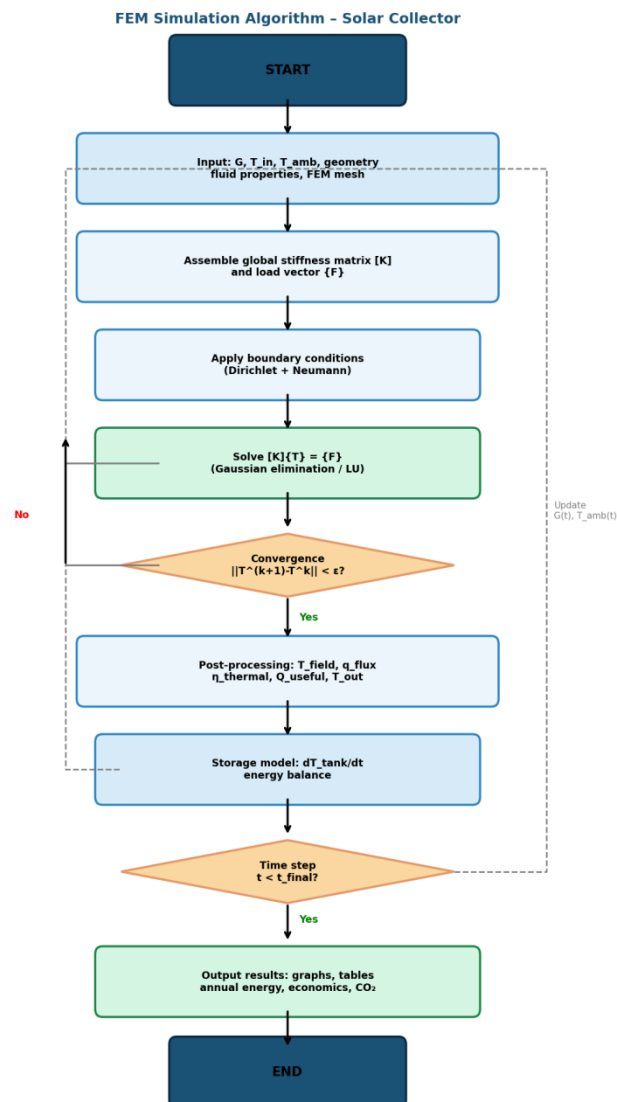 FEM Simulation Algorithm – Solar Collector
START
Input: G, T_in, T_amb, geometry
fluid properties, FEM mesh
Assemble global stiffness matrix [K]
and load vector {F}
Apply boundary conditions
(Dirichlet + Neumann)
Solve [K]{T} = {F}
(Gaussian elimination / LU)
No
Update
G(t), T_amb(t)
Convergence
||T^(k+1)-T^k|| < ε?
Yes
Post-processing: T_field, q_flux
η_thermal, Q_useful, T_out
Storage model: dT_tank/dt
energy balance
Time step
t < t_final?
Yes
Output results: graphs, tables
annual energy, economics, CO₂
END